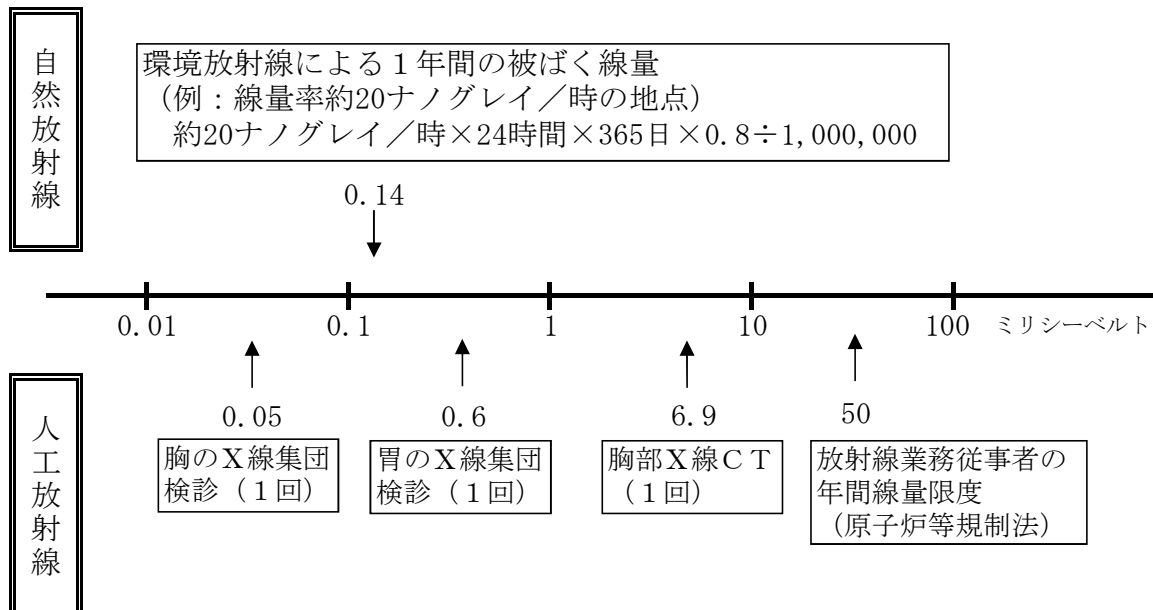 自然放射線
環境放射線による１年間の被ばく線量
（例：線量率約20ナノグレイ／時の地点）
約20ナノグレイ／時×24時間×365日×0.8÷1,000,000
0.14
0.01 0.1 1 10 100 ミリシーベルト
人工放射線
0.05 0.6 6.9 50
胸のＸ線集団
検診（１回）
胃のＸ線集団
検診（１回）
胸部Ｘ線ＣＴ
（１回）
放射線業務従事者の
年間線量限度
（原子炉等規制法）